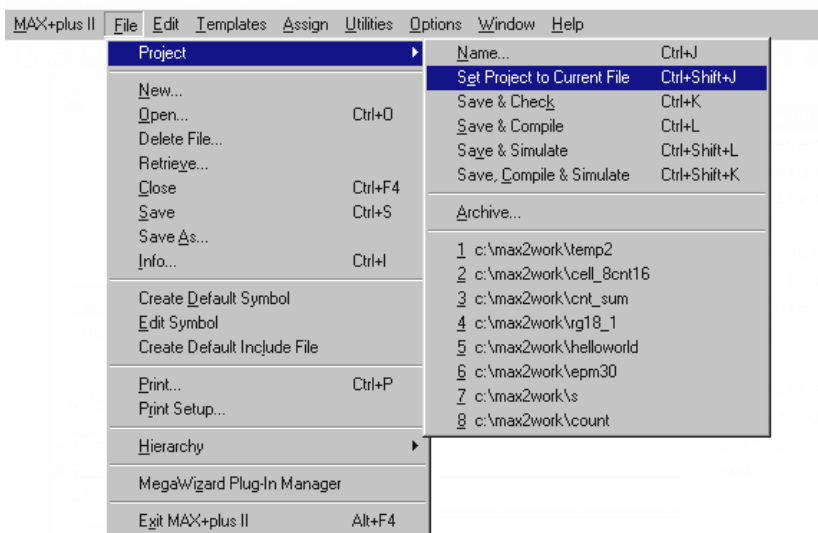 MAX+plus II File Edit Templates Assign Utilities Options Window Help
Project
New...
Open... Ctrl+O
Delete File...
Retrieve...
Close Ctrl+F4
Save Ctrl+S
Save As...
Info... Ctrl+I
Create Default Symbol
Edit Symbol
Create Default Include File
Print... Ctrl+P
Print Setup...
Hierarchy
MegaWizard Plug-In Manager
Exit MAX+plus II Alt+F4
Name... Ctrl+J
Set Project to Current File Ctrl+Shift+J
Save & Check Ctrl+K
Save & Compile Ctrl+L
Save & Simulate Ctrl+Shift+L
Save, Compile & Simulate Ctrl+Shift+K
Archive...
1 c:\max2work\temp2
2 c:\max2work\cell_8cnt16
3 c:\max2work\cnt_sum
4 c:\max2work\rg18_1
5 c:\max2work\helloworld
6 c:\max2work\epm30
7 c:\max2work\s
8 c:\max2work\count